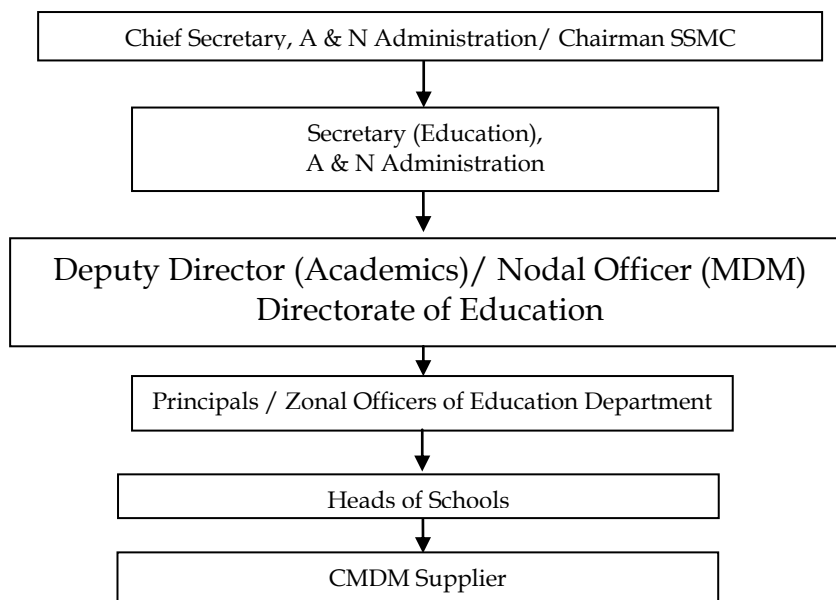 Chief Secretary, A & N Administration/ Chairman SSMC
Secretary (Education),
A & N Administration
Deputy Director (Academics)/ Nodal Officer (MDM)
Directorate of Education
Principals / Zonal Officers of Education Department
Heads of Schools
CMDM Supplier